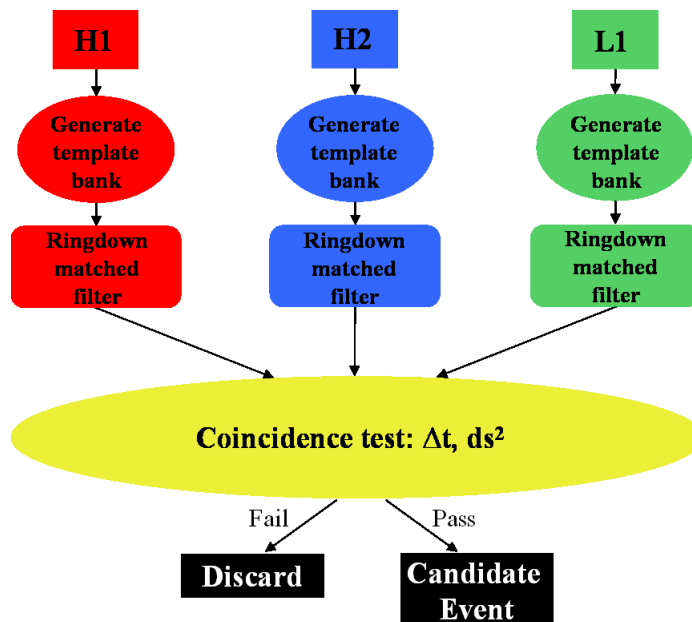 H1
H2
L1
Generate
template
bank
Generate
template
bank
Generate
template
bank
Ringdown
matched
filter
Ringdown
matched
filter
Ringdown
matched
filter
Coincidence test: Δt, ds²
Fail
Pass
Discard
Candidate
Event